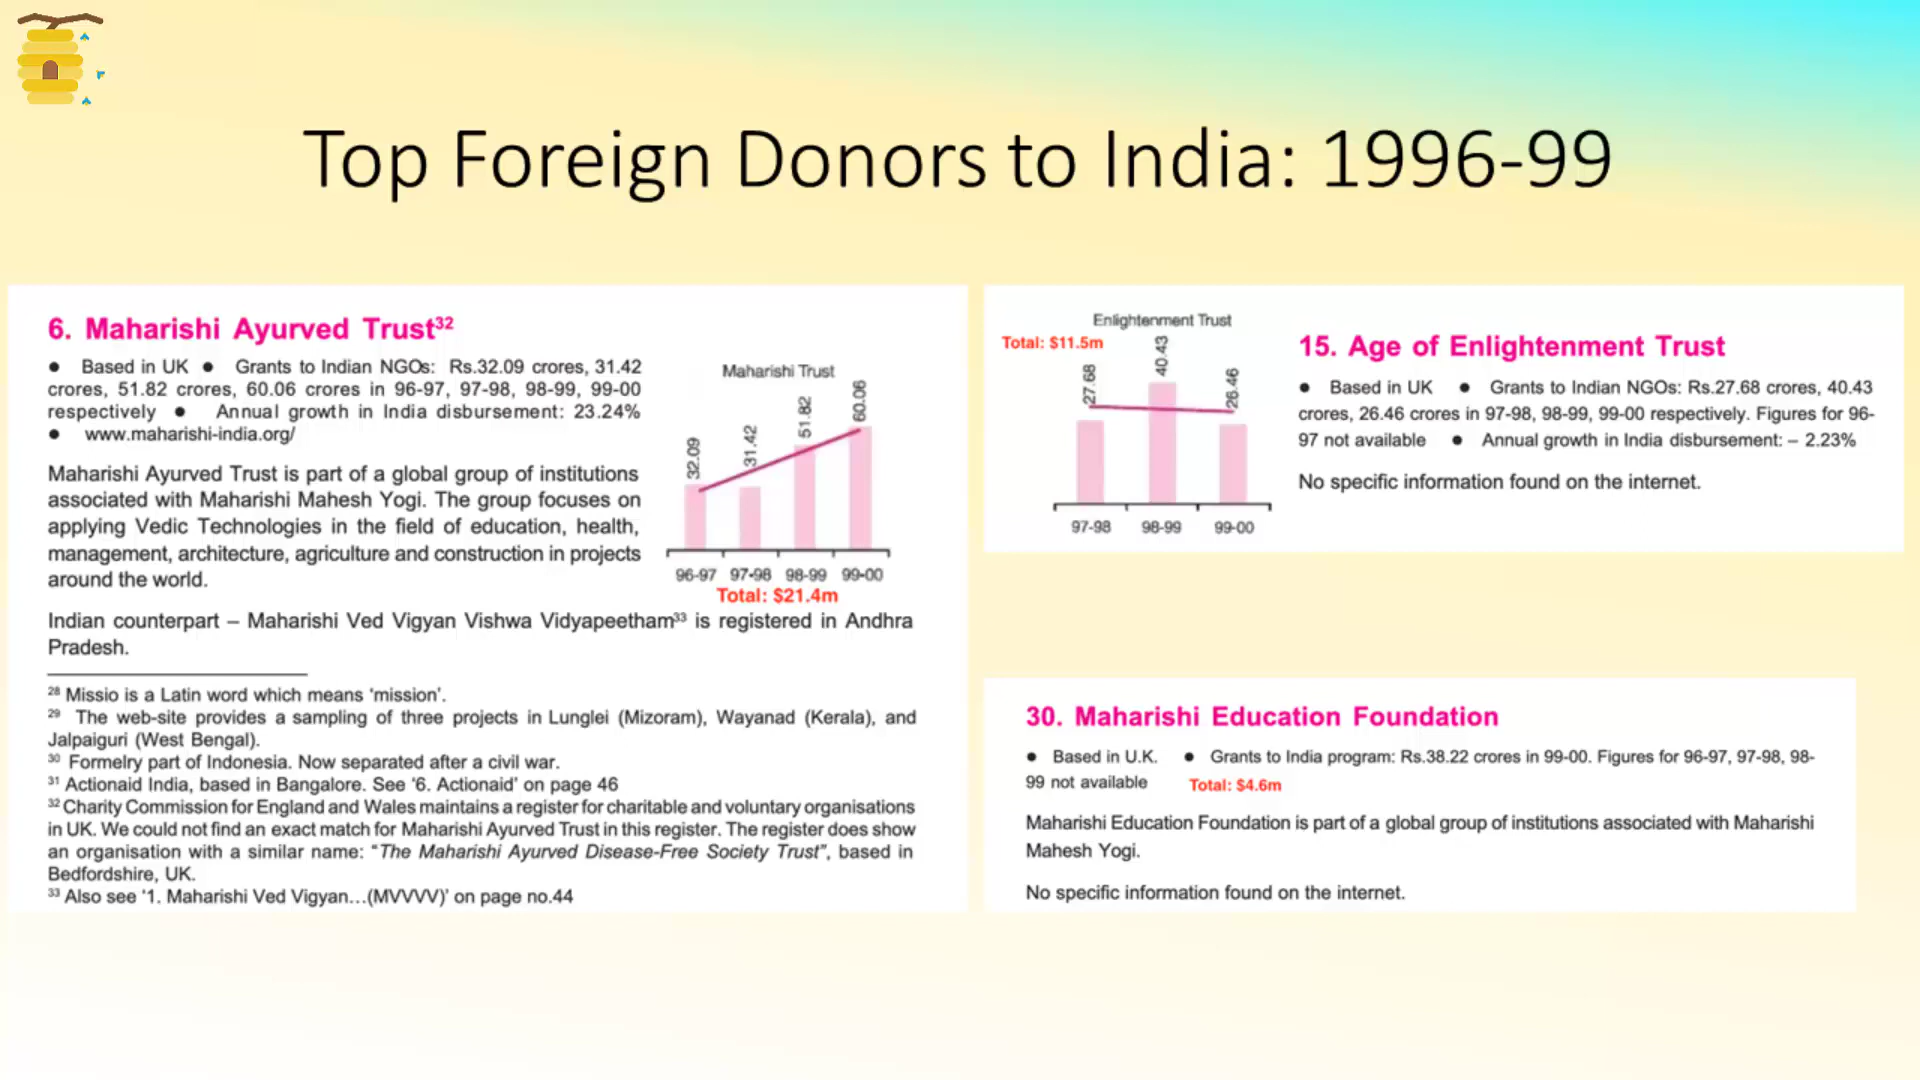 Top Foreign Donors to India: 1996-99
6. Maharishi Ayurved Trust32
● Based in UK ● Grants to Indian NGOs: Rs.32.09 crores, 31.42
crores, 51.82 crores, 60.06 crores in 96-97, 97-98, 98-99, 99-00
respectively ● Annual growth in India disbursement: 23.24%
● www.maharishi-india.org/
Maharishi Ayurved Trust is part of a global group of institutions
associated with Maharishi Mahesh Yogi. The group focuses on
applying Vedic Technologies in the field of education, health,
management, architecture, agriculture and construction in projects
around the world.
Maharishi Trust
32.09 31.42 51.82 60.06
96-97 97-98 98-99 99-00
Total: $21.4m
Indian counterpart – Maharishi Ved Vigyan Vishwa Vidyapeetham33 is registered in Andhra
Pradesh.
28 Missio is a Latin word which means ‘mission’.
29 The web-site provides a sampling of three projects in Lunglei (Mizoram), Wayanad (Kerala), and
Jalpaiguri (West Bengal).
30 Formelry part of Indonesia. Now separated after a civil war.
31 Actionaid India, based in Bangalore. See ‘6. Actionaid’ on page 46
32 Charity Commission for England and Wales maintains a register for charitable and voluntary organisations
in UK. We could not find an exact match for Maharishi Ayurved Trust in this register. The register does show
an organisation with a similar name: “The Maharishi Ayurved Disease-Free Society Trust”, based in
Bedfordshire, UK.
33 Also see ‘1. Maharishi Ved Vigyan…(MVVVV)’ on page no.44
Enlightenment Trust
Total: $11.5m
27.68 40.43 26.46
97-98 98-99 99-00
15. Age of Enlightenment Trust
● Based in UK ● Grants to Indian NGOs: Rs.27.68 crores, 40.43
crores, 26.46 crores in 97-98, 98-99, 99-00 respectively. Figures for 96-
97 not available ● Annual growth in India disbursement: – 2.23%
No specific information found on the internet.
30. Maharishi Education Foundation
● Based in U.K. ● Grants to India program: Rs.38.22 crores in 99-00. Figures for 96-97, 97-98, 98-
99 not available Total: $4.6m
Maharishi Education Foundation is part of a global group of institutions associated with Maharishi
Mahesh Yogi.
No specific information found on the internet.